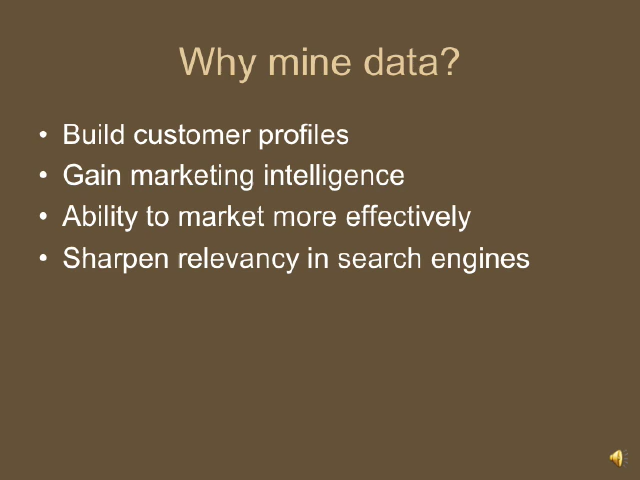 Why mine data?
• Build customer profiles
• Gain marketing intelligence
• Ability to market more effectively
• Sharpen relevancy in search engines